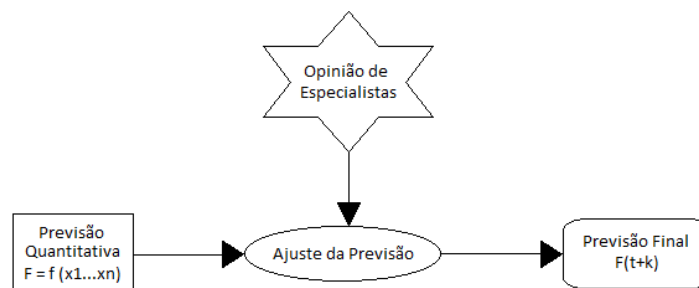 Opinião de
Especialistas
Previsão
Quantitativa
F = f (x1...xn)
Ajuste da Previsão
Previsão Final
F(t+k)